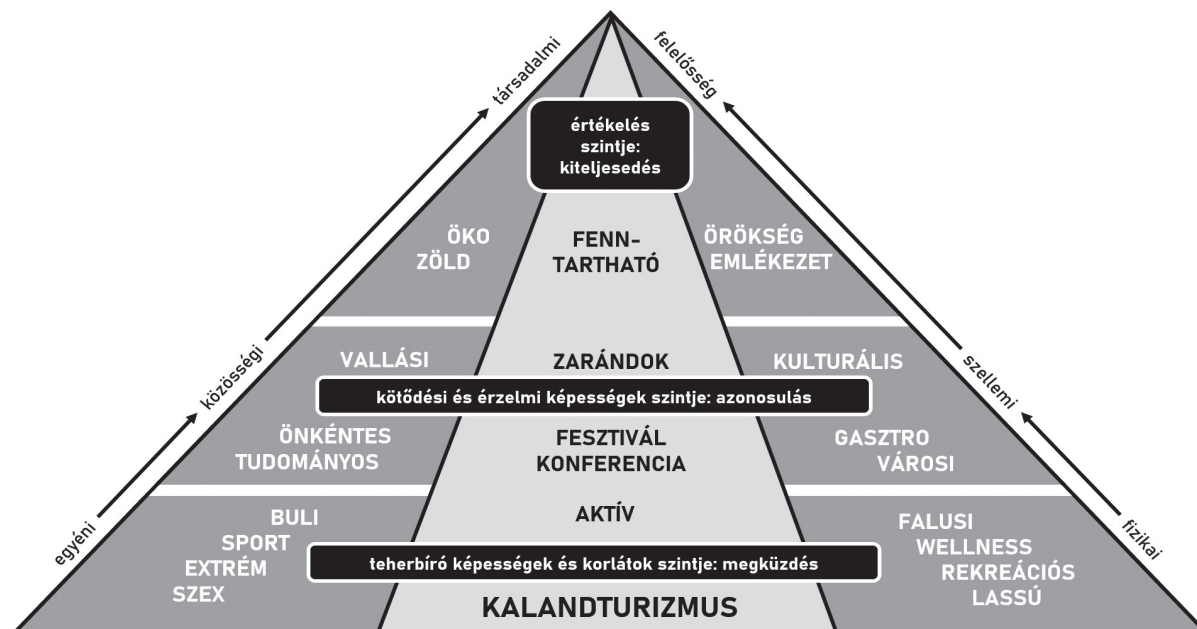 társadalmi
felelősség
értékelés
szintje:
kiteljesedés
ÖKO
ZÖLD
FENN-
TARTHATÓ
ÖRÖKSÉG
EMLÉKEZET
közösségi
szellemi
VALLÁSI
ZARÁNDOK
KULTURÁLIS
kötődési és érzelmi képességek szintje: azonosulás
ÖNKÉNTES
TUDOMÁNYOS
FESZTIVÁL
KONFERENCIA
GASZTRO
VÁROSI
egyéni
fizikai
BULI
SPORT
EXTRÉM
SZEX
AKTÍV
FALUSI
WELLNESS
REKREÁCIÓS
LASSÚ
teherbíró képességek és korlátok szintje: megküzdés
KALANDTURIZMUS